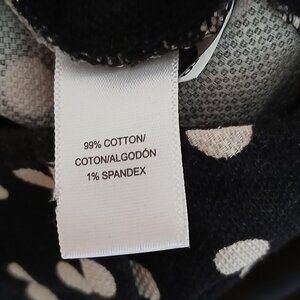 99% COTTON/
COTON/ALGODÓN
1% SPANDEX